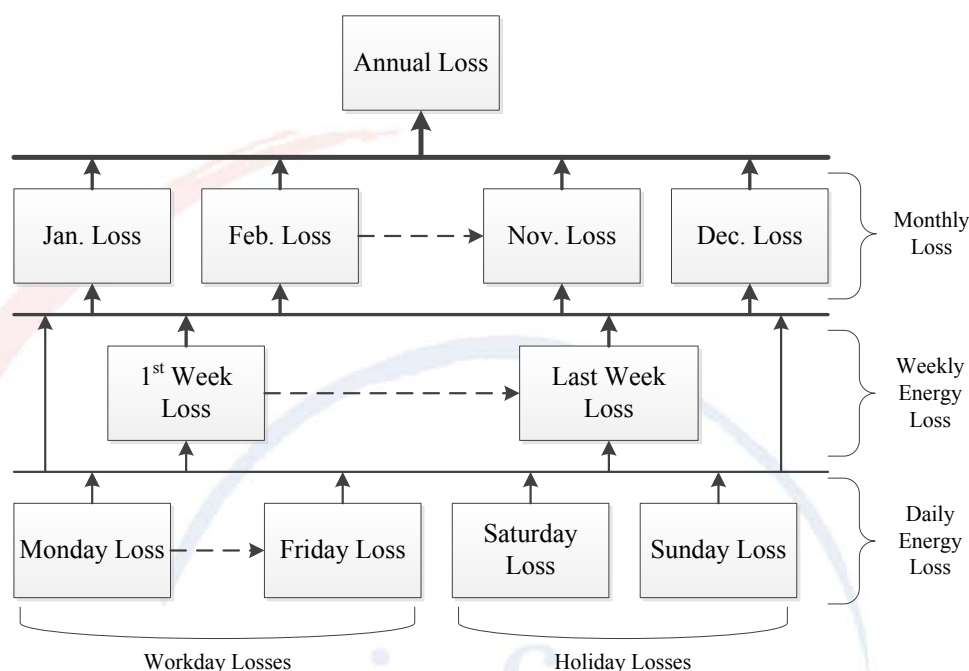 Annual Loss
Jan. Loss
Feb. Loss
Nov. Loss
Dec. Loss
Monthly
Loss
1st Week
Loss
Last Week
Loss
Weekly
Energy
Loss
Monday Loss
Friday Loss
Saturday
Loss
Sunday Loss
Daily
Energy
Loss
Workday Losses
Holiday Losses